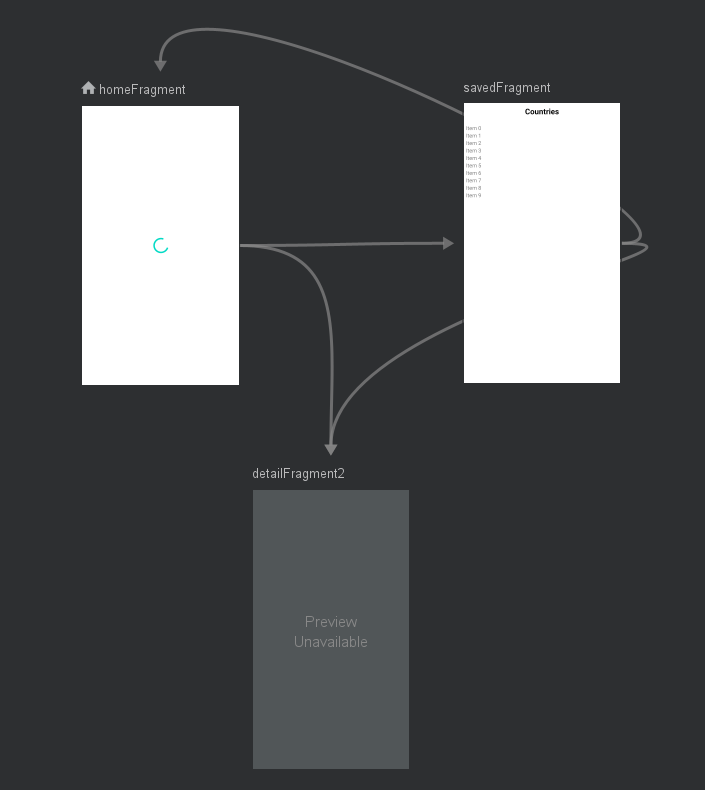 homeFragment
savedFragment
Countries
Item 0
Item 1
Item 2
Item 3
Item 4
Item 5
Item 6
Item 7
Item 8
Item 9
detailFragment2
Preview
Unavailable